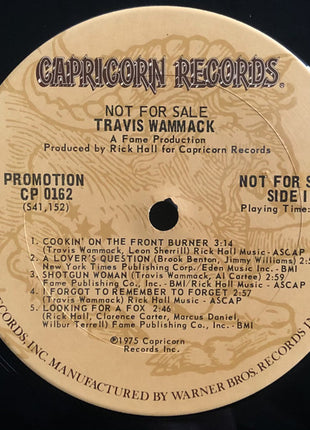 CAPRICORN RECORDS®
NOT FOR SALE
TRAVIS WAMMACK
A Fame Production
Produced by Rick Hall for Capricorn Records
PROMOTION
CP 0162
(S41,152)
NOT FOR S
SIDE I
Playing Time:
1. COOKIN' ON THE FRONT BURNER 3:14
(Travis Wammack, Leon Sherrill) Rick Hall Music - ASCAP
2. A LOVER'S QUESTION (Brook Benton, Jimmy Williams) 2:5
New York Times Publishing Corp./Eden Music Inc. - BMI
3. SHOTGUN WOMAN (Travis Wammack, Al Cartee) 2:
Fame Publishing Co. Inc. - BMI/ Rick Hall Music - ASCAP
4. I FORGOT TO REMEMBER TO FORGET 2:57
(Travis Wammack) Rick Hall Music - ASCAP
5. LOOKING FOR A FOX 2:46
(Rick Hall, Clarence Carter, Marcus Daniel,
Wilbur Terrell) Fame Publishing Co. Inc. - BMI
℗©1975 Capricorn
Records Inc.
RECORDS, INC. MANUFACTURED BY WARNER BROS. RECORDS IN